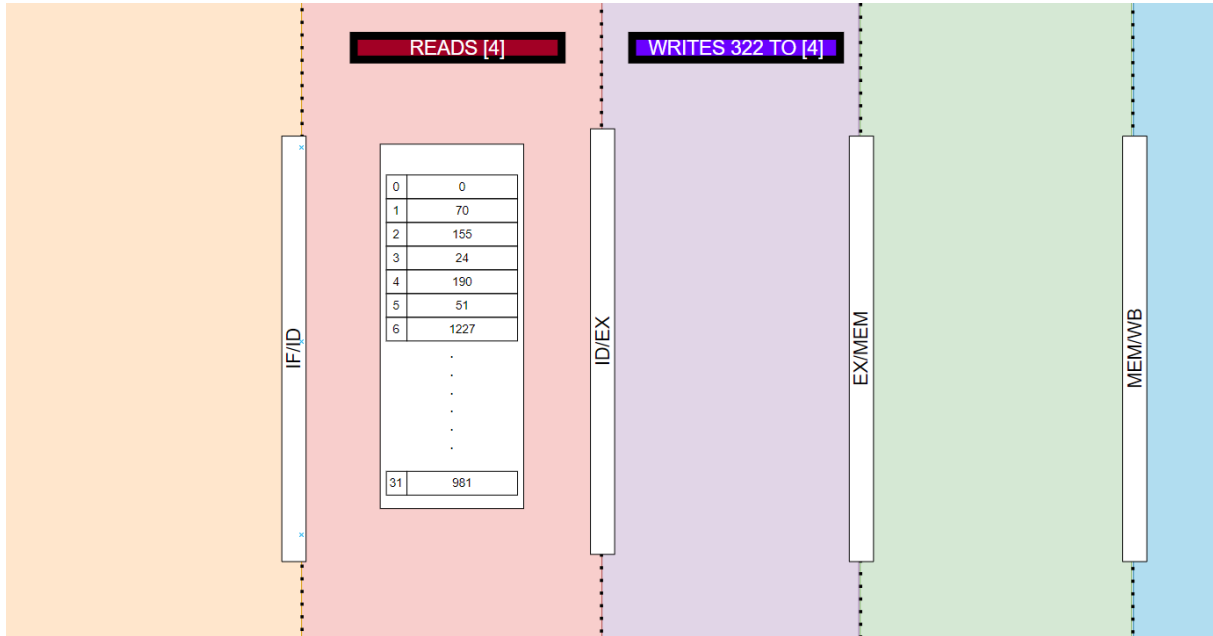 READS [4]
WRITES 322 TO [4]
0 0
1 70
2 155
3 24
4 190
5 51
6 1227
31 981
IF/ID
ID/EX
EX/MEM
MEM/WB